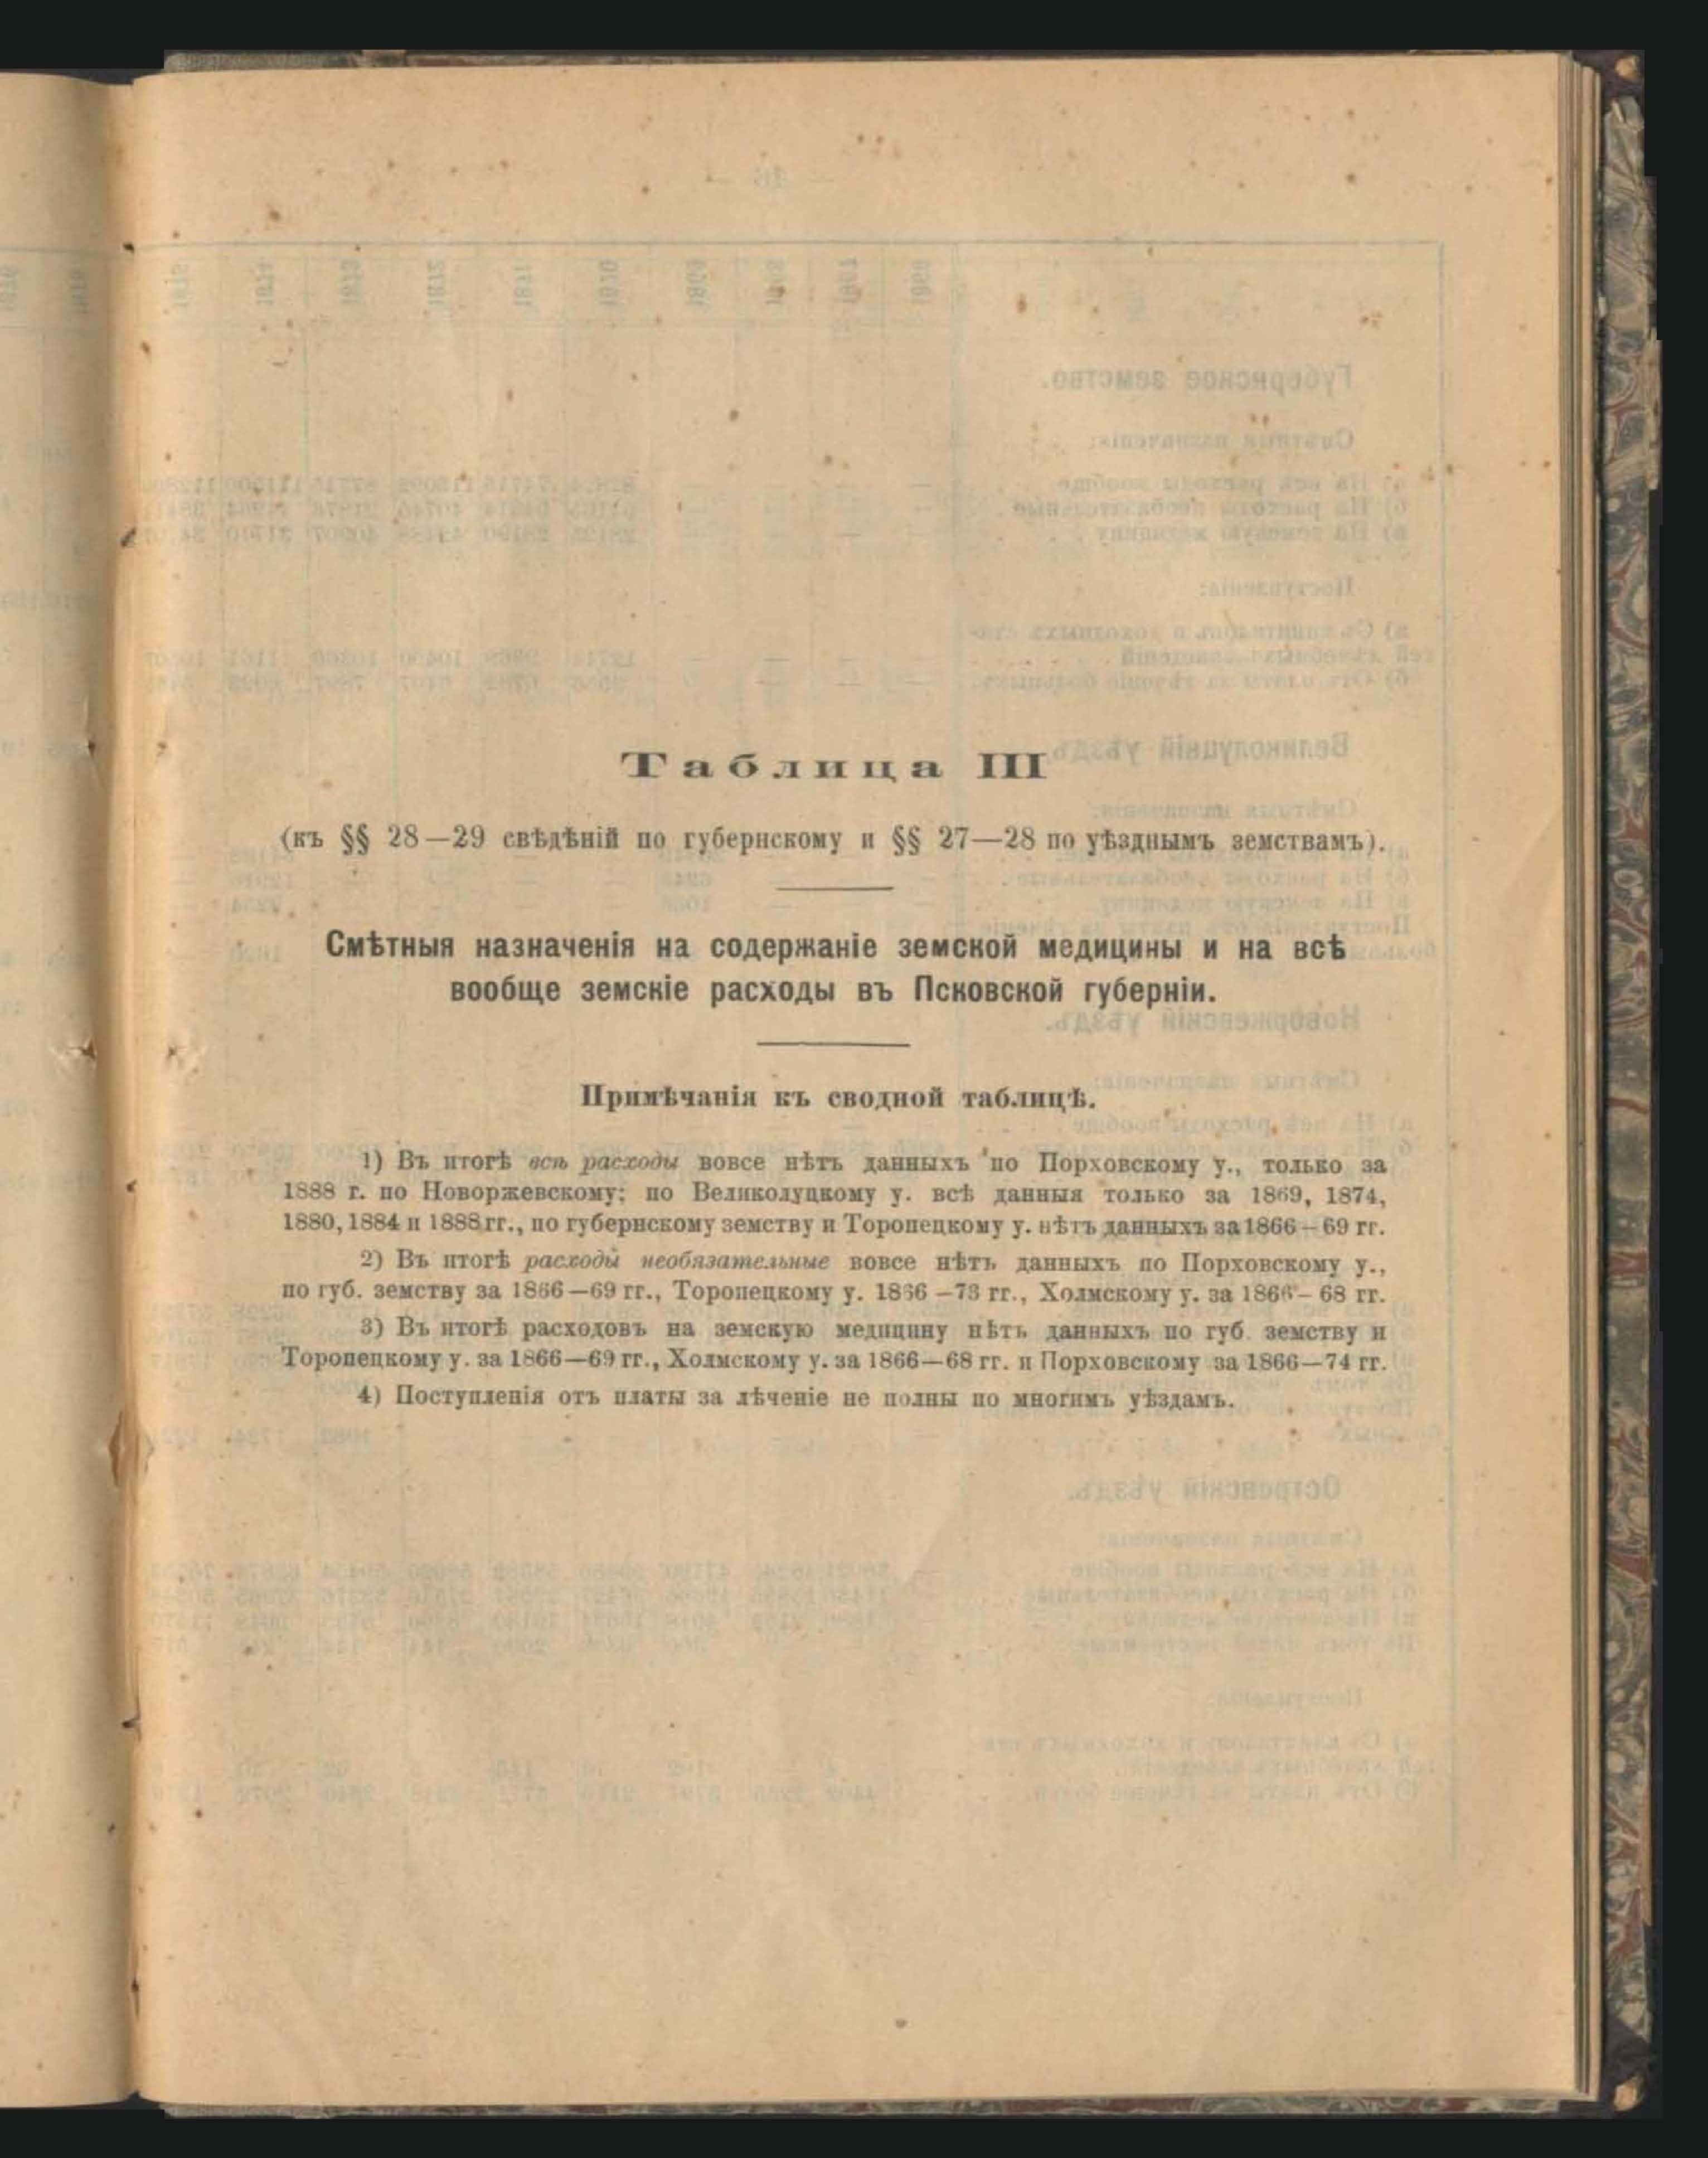 Таблица III
(къ §§ 28—29 свѣдѣній по губернскому и §§ 27—28 по уѣзднымъ земствамъ).
Смѣтныя назначенія на содержаніе земской медицины и на всѣ
вообще земскіе расходы въ Псковской губерніи.
Примѣчанія къ сводной таблицѣ.
1) Въ итогѣ всѣ расходы вовсе нѣтъ данныхъ по Порховскому у., только за
1888 г. по Новоржевскому; по Великолуцкому у. всѣ данныя только за 1869, 1874,
1880, 1884 и 1888 гг., по губернскому земству и Торопецкому у. нѣтъ данныхъ за 1866—69 гг.
2) Въ итогѣ расходы необязательные вовсе нѣтъ данныхъ по Порховскому у.,
по губ. земству за 1866—69 гг., Торопецкому у. 1866—73 гг., Холмскому у. за 1866—68 гг.
3) Въ итогѣ расходовъ на земскую медицину нѣтъ данныхъ по губ. земству и
Торопецкому у. за 1866—69 гг., Холмскому у. за 1866—68 гг. и Порховскому за 1866—74 гг.
4) Поступленія отъ платы за лѣченіе не полны по многимъ уѣздамъ.